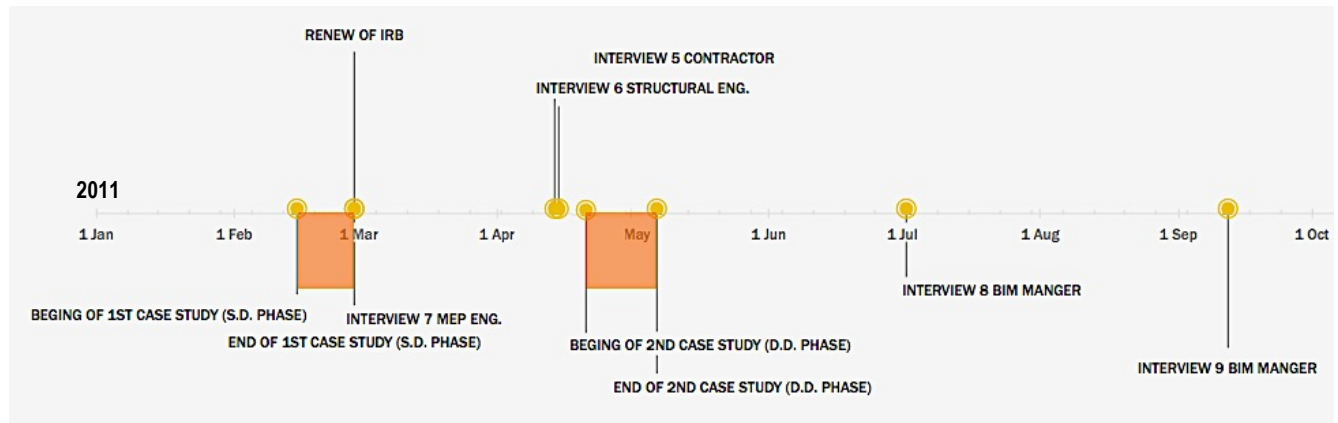 RENEW OF IRB
INTERVIEW 5 CONTRACTOR
INTERVIEW 6 STRUCTURAL ENG.
2011
1 Jan
1 Feb
1 Mar
1 Apr
May
1 Jun
1 Jul
1 Aug
1 Sep
1 Oct
INTERVIEW 8 BIM MANGER
BEGING OF 1ST CASE STUDY (S.D. PHASE)
INTERVIEW 7 MEP ENG.
END OF 1ST CASE STUDY (S.D. PHASE)
BEGING OF 2ND CASE STUDY (D.D. PHASE)
INTERVIEW 9 BIM MANGER
END OF 2ND CASE STUDY (D.D. PHASE)